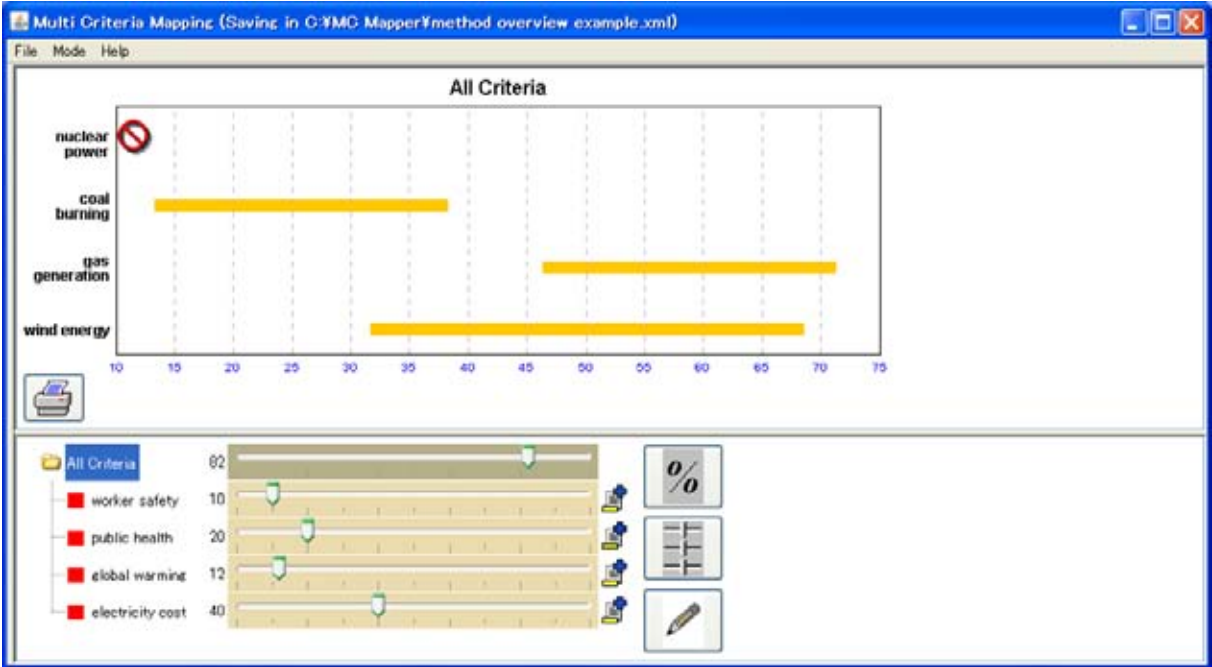 Multi Criteria Mapping (Saving in C:¥MC Mapper¥method overview example.xml)
File Mode Help
All Criteria
nuclear
power
coal
burning
gas
generation
wind energy
10 15 20 25 30 35 40 45 50 55 60 65 70 75
All Criteria 82
worker safety 10
public health 20
global warming 12
electricity cost 40
%